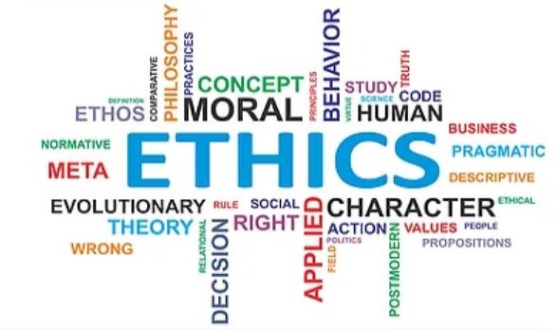 PHILOSOPHY
PRACTICES
COMPARATIVE
DEFINITION
ETHOS
CONCEPT
MORAL
PRINCIPLES
BEHAVIOR
VIRTUE
STUDY
SCIENCE
TRUTH
CODE
HUMAN
BUSINESS
NORMATIVE
META
ETHICS
PRAGMATIC
DESCRIPTIVE
EVOLUTIONARY
RULE
SOCIAL
APPLIED
CHARACTER
ETHICAL
THEORY
RELATIONAL
DECISION
RIGHT
ACTION
VALUES
PEOPLE
POLITICS
FIELD
POSTMODERN
PROPOSITIONS
WRONG